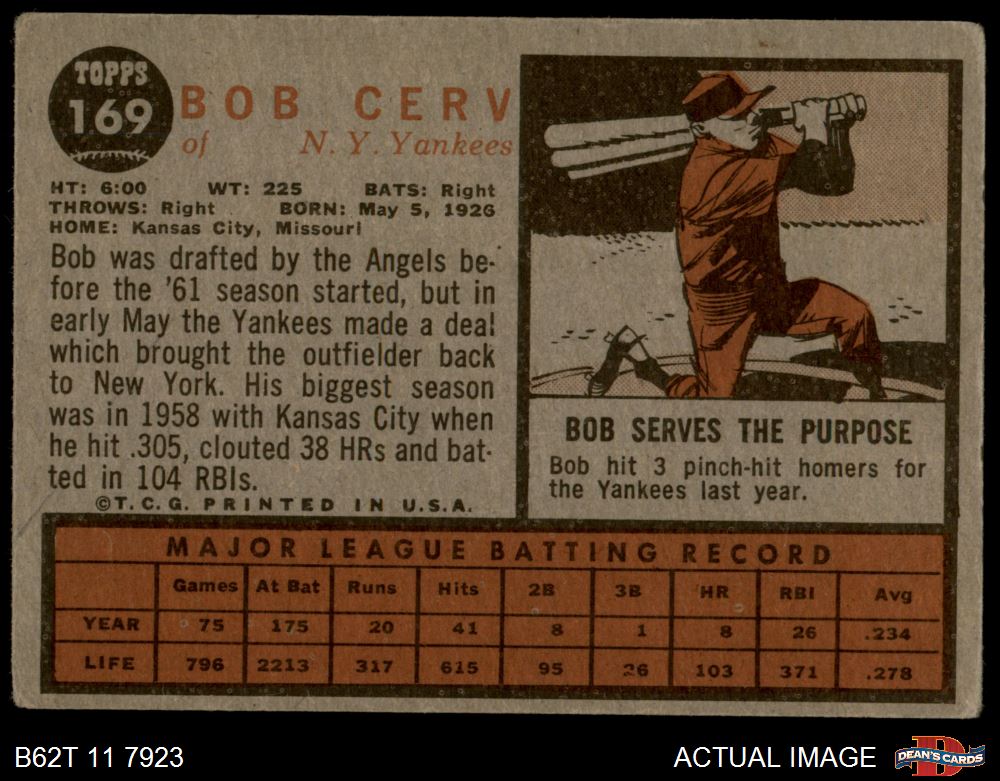 TOPPS
169
BOB CERV
of N. Y. Yankees
HT: 6:00 WT: 225 BATS: Right
THROWS: Right BORN: May 5, 1926
HOME: Kansas City, Missouri
Bob was drafted by the Angels be-
fore the '61 season started, but in
early May the Yankees made a deal
which brought the outfielder back
to New York. His biggest season
was in 1958 with Kansas City when
he hit .305, clouted 38 HRs and bat-
ted in 104 RBIs.
©T.C.G. PRINTED IN U.S.A.
BOB SERVES THE PURPOSE
Bob hit 3 pinch-hit homers for
the Yankees last year.
MAJOR LEAGUE BATTING RECORD
Games At Bat Runs Hits 2B 3B HR RBI Avg
YEAR 75 175 20 41 8 1 8 26 .234
LIFE 796 2213 317 615 95 26 103 371 .278
B62T 11 7923
ACTUAL IMAGE
D
DEAN'S CARDS